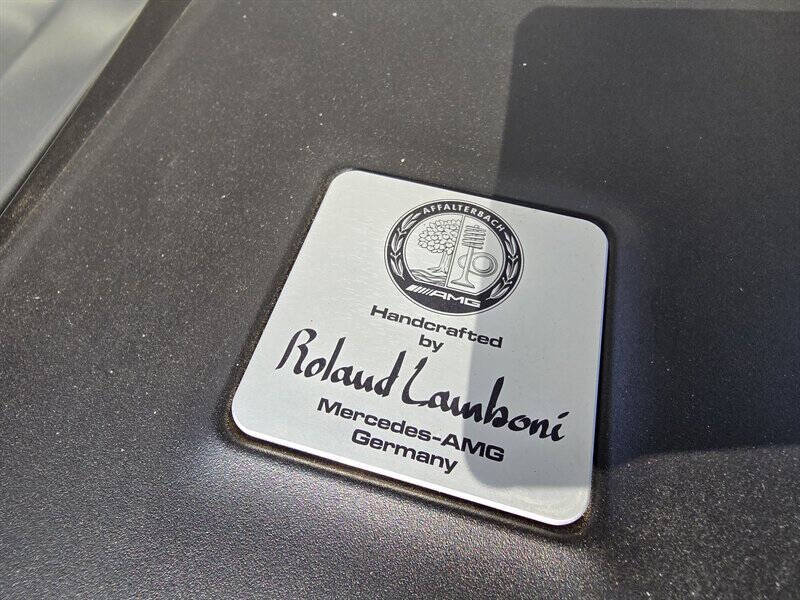 AFFALTERBACH
AMG
Handcrafted
by
Roland Lamboni
Mercedes-AMG
Germany